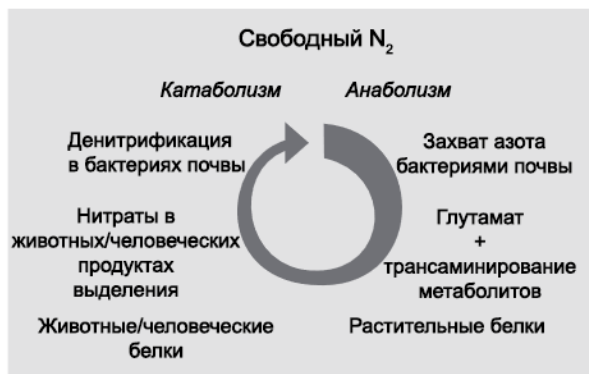 Свободный N₂
Катаболизм
Анаболизм
Денитрификация
в бактериях почвы
Захват азота
бактериями почвы
Нитраты в
животных/человеческих
продуктах
выделения
Глутамат
+
трансаминирование
метаболитов
Животные/человеческие
белки
Растительные белки